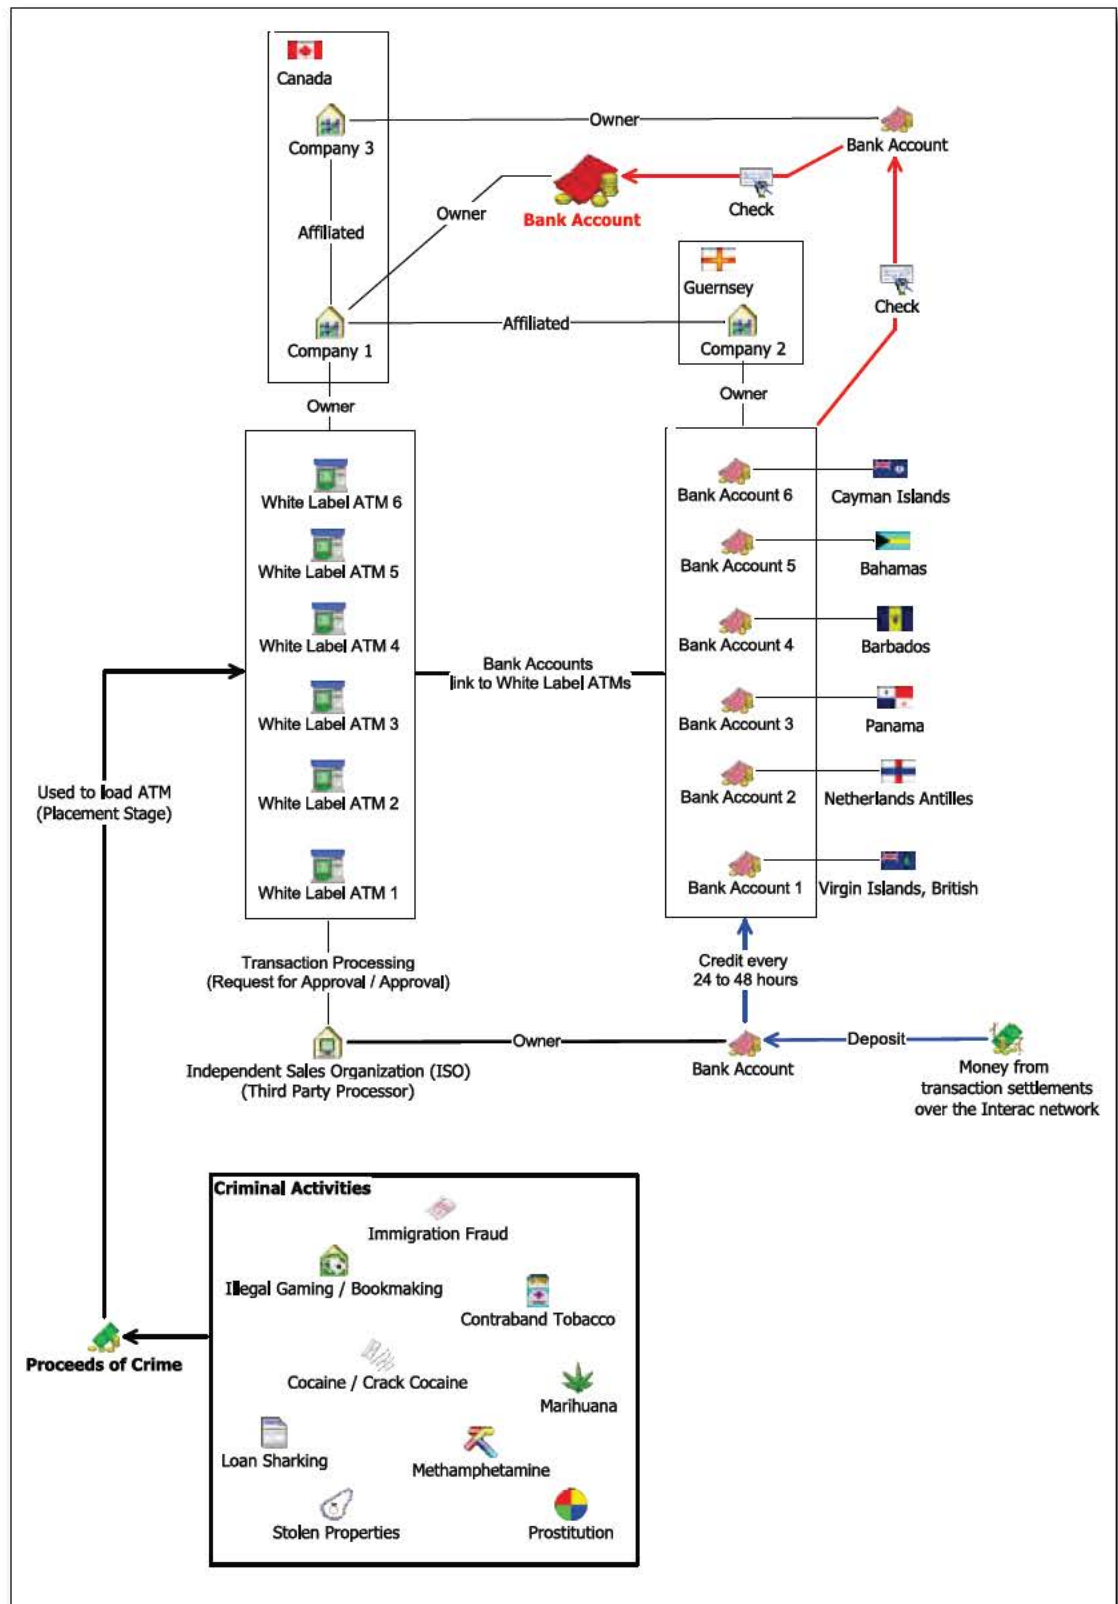 Canada
Company 3
Owner
Bank Account
Check
Bank Account
Owner
Affiliated
Guernsey
Check
Company 1
Affiliated
Company 2
Owner
Owner
White Label ATM 6
Bank Account 6
Cayman Islands
White Label ATM 5
Bank Account 5
Bahamas
White Label ATM 4
Bank Account 4
Barbados
Bank Accounts
link to White Label ATMs
White Label ATM 3
Bank Account 3
Panama
Used to load ATM
(Placement Stage)
White Label ATM 2
Bank Account 2
Netherlands Antilles
White Label ATM 1
Bank Account 1
Virgin Islands, British
Transaction Processing
(Request for Approval / Approval)
Credit every
24 to 48 hours
Owner
Deposit
Independent Sales Organization (ISO)
(Third Party Processor)
Bank Account
Money from
transaction settlements
over the Interac network
Criminal Activities
Immigration Fraud
Illegal Gaming / Bookmaking
Contraband Tobacco
Proceeds of Crime
Cocaine / Crack Cocaine
Marihuana
Loan Sharking
Methamphetamine
Stolen Properties
Prostitution